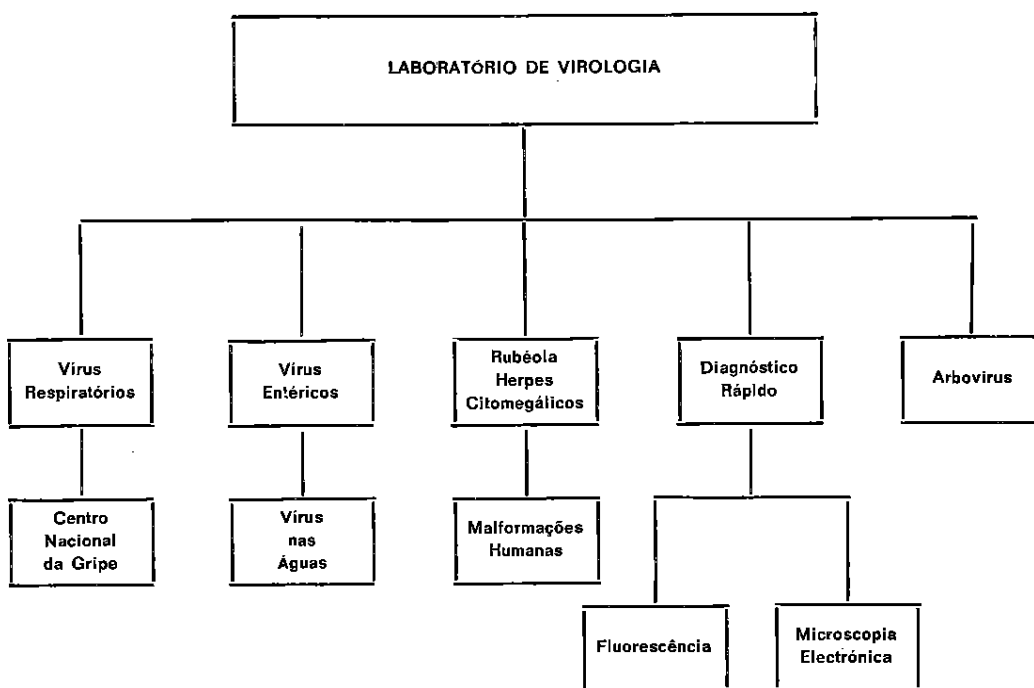 LABORATÓRIO DE VIROLOGIA
Vírus
Respiratórios
Vírus
Entéricos
Rubéola
Herpes
Citomegálicos
Diagnóstico
Rápido
Arbovirus
Centro
Nacional
da Gripe
Vírus
nas
Águas
Malformações
Humanas
Fluorescência
Microscopia
Electrónica